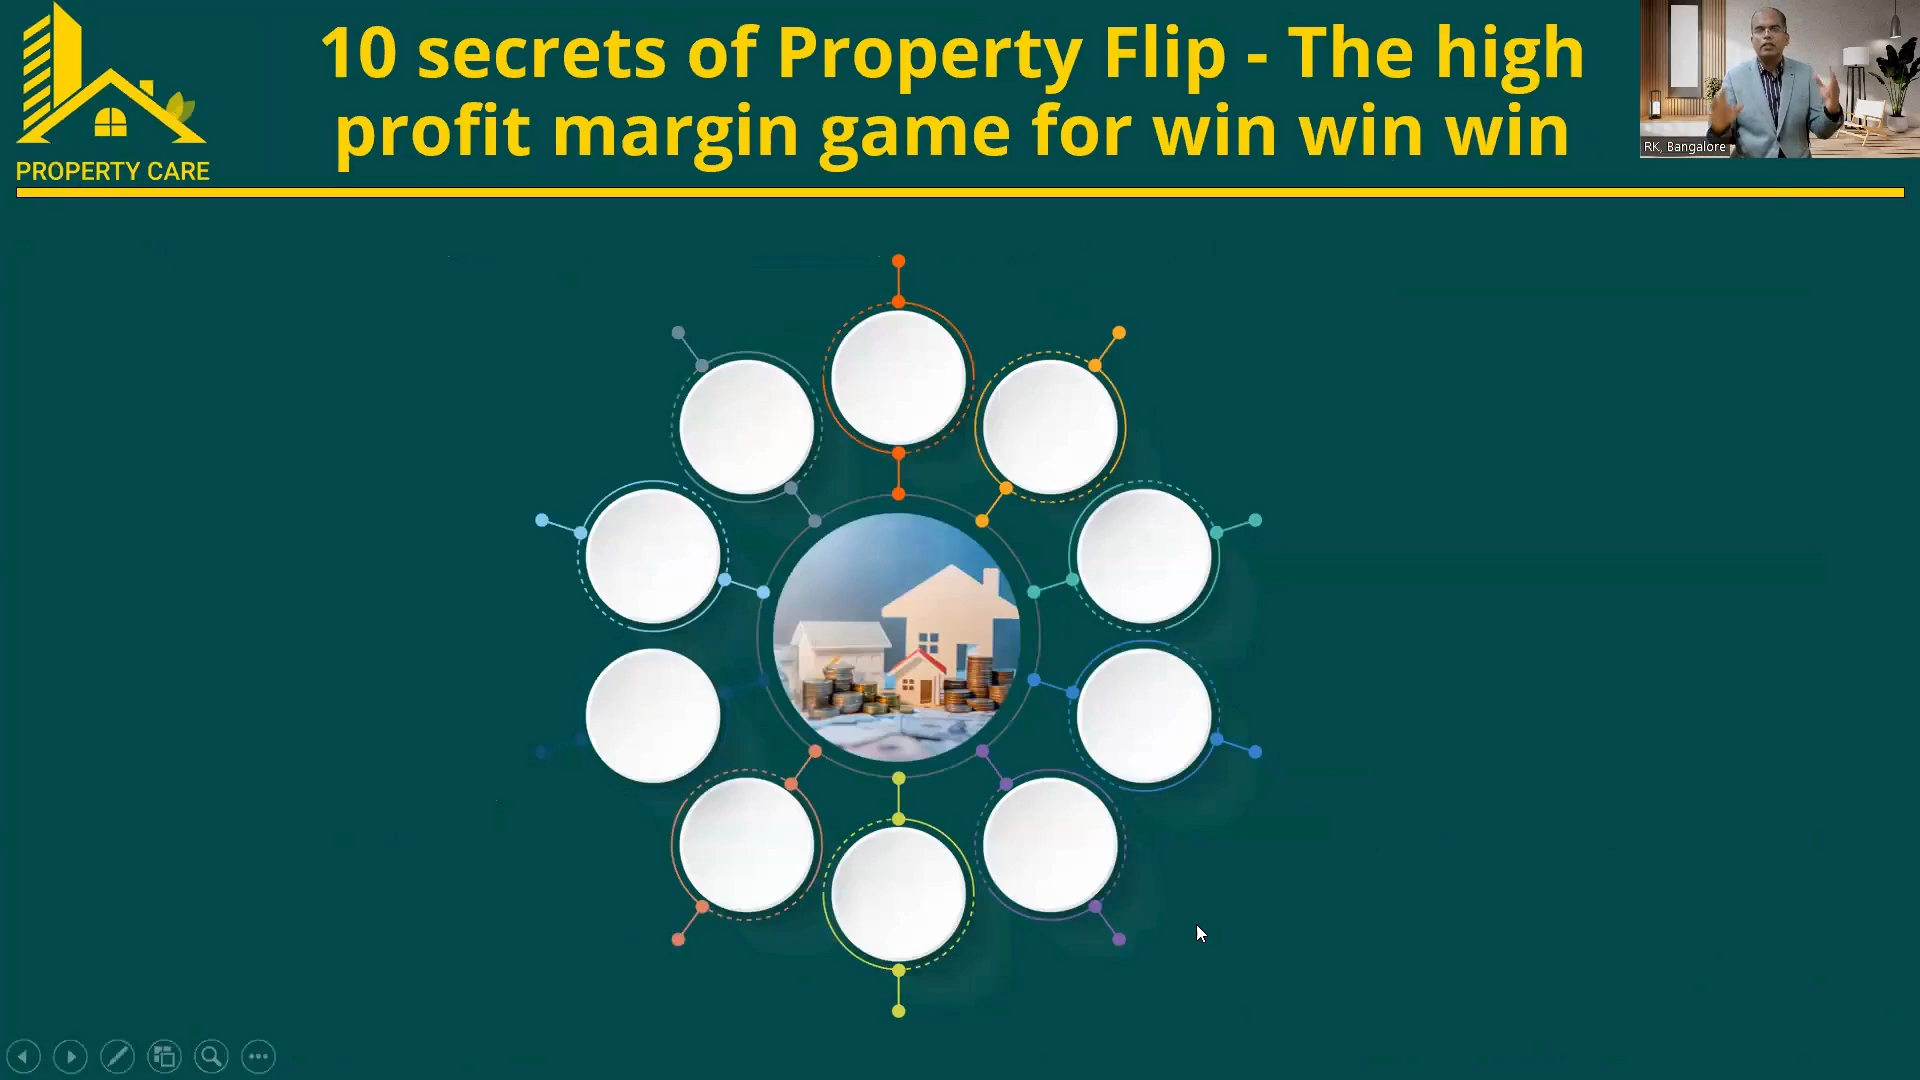 10 secrets of Property Flip - The high
profit margin game for win win win
PROPERTY CARE
RK, Bangalore